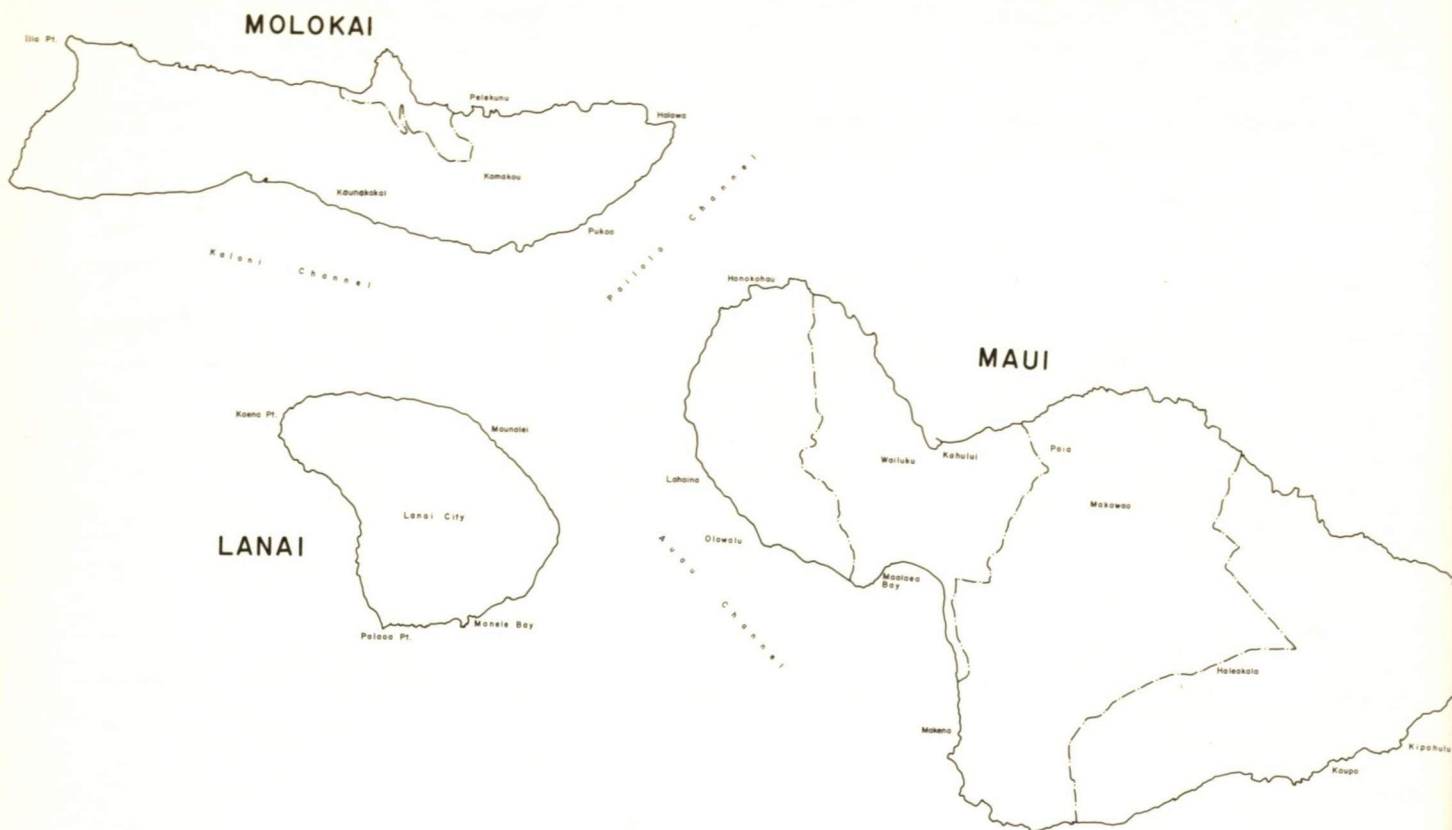 MOLOKAI
Ilio Pt.
Pelekunu
Halawa
Kamakou
Kaunakakai
Pukoo
Kalohi Channel
Pailolo Channel
Honokohau
MAUI
Kaena Pt.
Maunalei
Lanai City
LANAI
Manele Bay
Palaoa Pt.
Lahaina
Olowalu
Auau Channel
Wailuku
Kahului
Paia
Makawao
Maalaea
Bay
Haleakala
Makena
Kipahulu
Kaupo